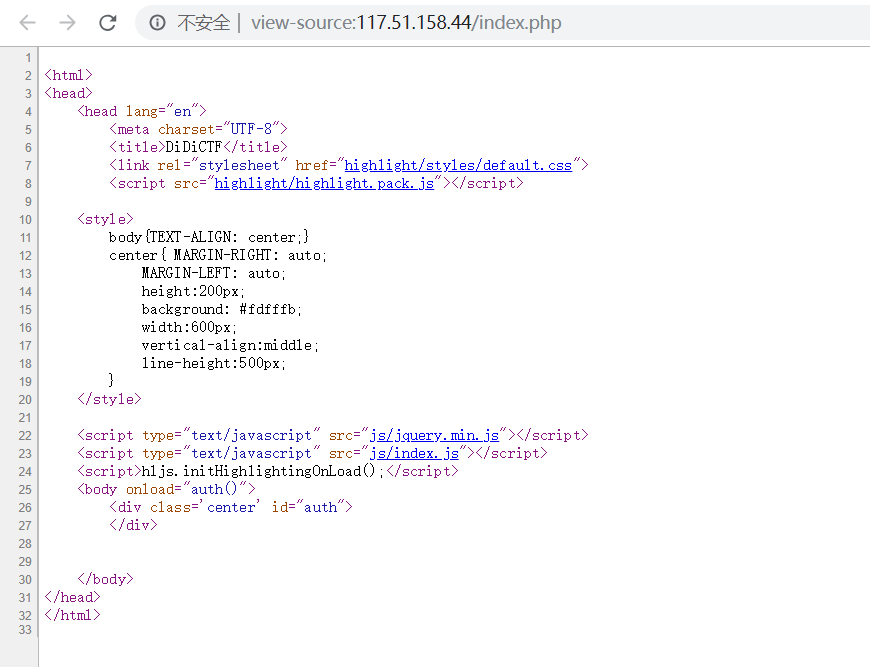 不安全 | view-source:117.51.158.44/index.php
1
2 <html>
3 <head>
4 <head lang="en">
5 <meta charset="UTF-8">
6 <title>DiDiCTF</title>
7 <link rel="stylesheet" href="highlight/styles/default.css">
8 <script src="highlight/highlight.pack.js"></script>
9
10 <style>
11 body{TEXT-ALIGN: center;}
12 center{ MARGIN-RIGHT: auto;
13 MARGIN-LEFT: auto;
14 height:200px;
15 background: #fdfffb;
16 width:600px;
17 vertical-align:middle;
18 line-height:500px;
19 }
20 </style>
21
22 <script type="text/javascript" src="js/jquery.min.js"></script>
23 <script type="text/javascript" src="js/index.js"></script>
24 <script>hljs.initHighlightingOnLoad();</script>
25 <body onload="auth()">
26 <div class='center' id="auth">
27 </div>
28
29
30 </body>
31 </head>
32 </html>
33